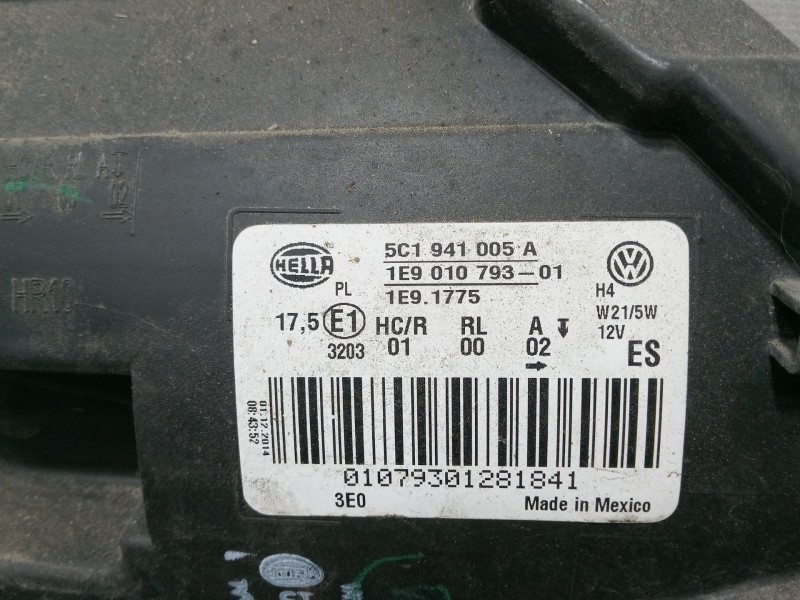 HELLA
5C1 941 005 A
1E9 010 793-01
1E9.1775
PL
H4
W21/5W
12V
17,5 E1 HC/R RL A
3203 01 00 02
ES
01.12.2014
08:43:52
01079301281841
3E0
Made in Mexico